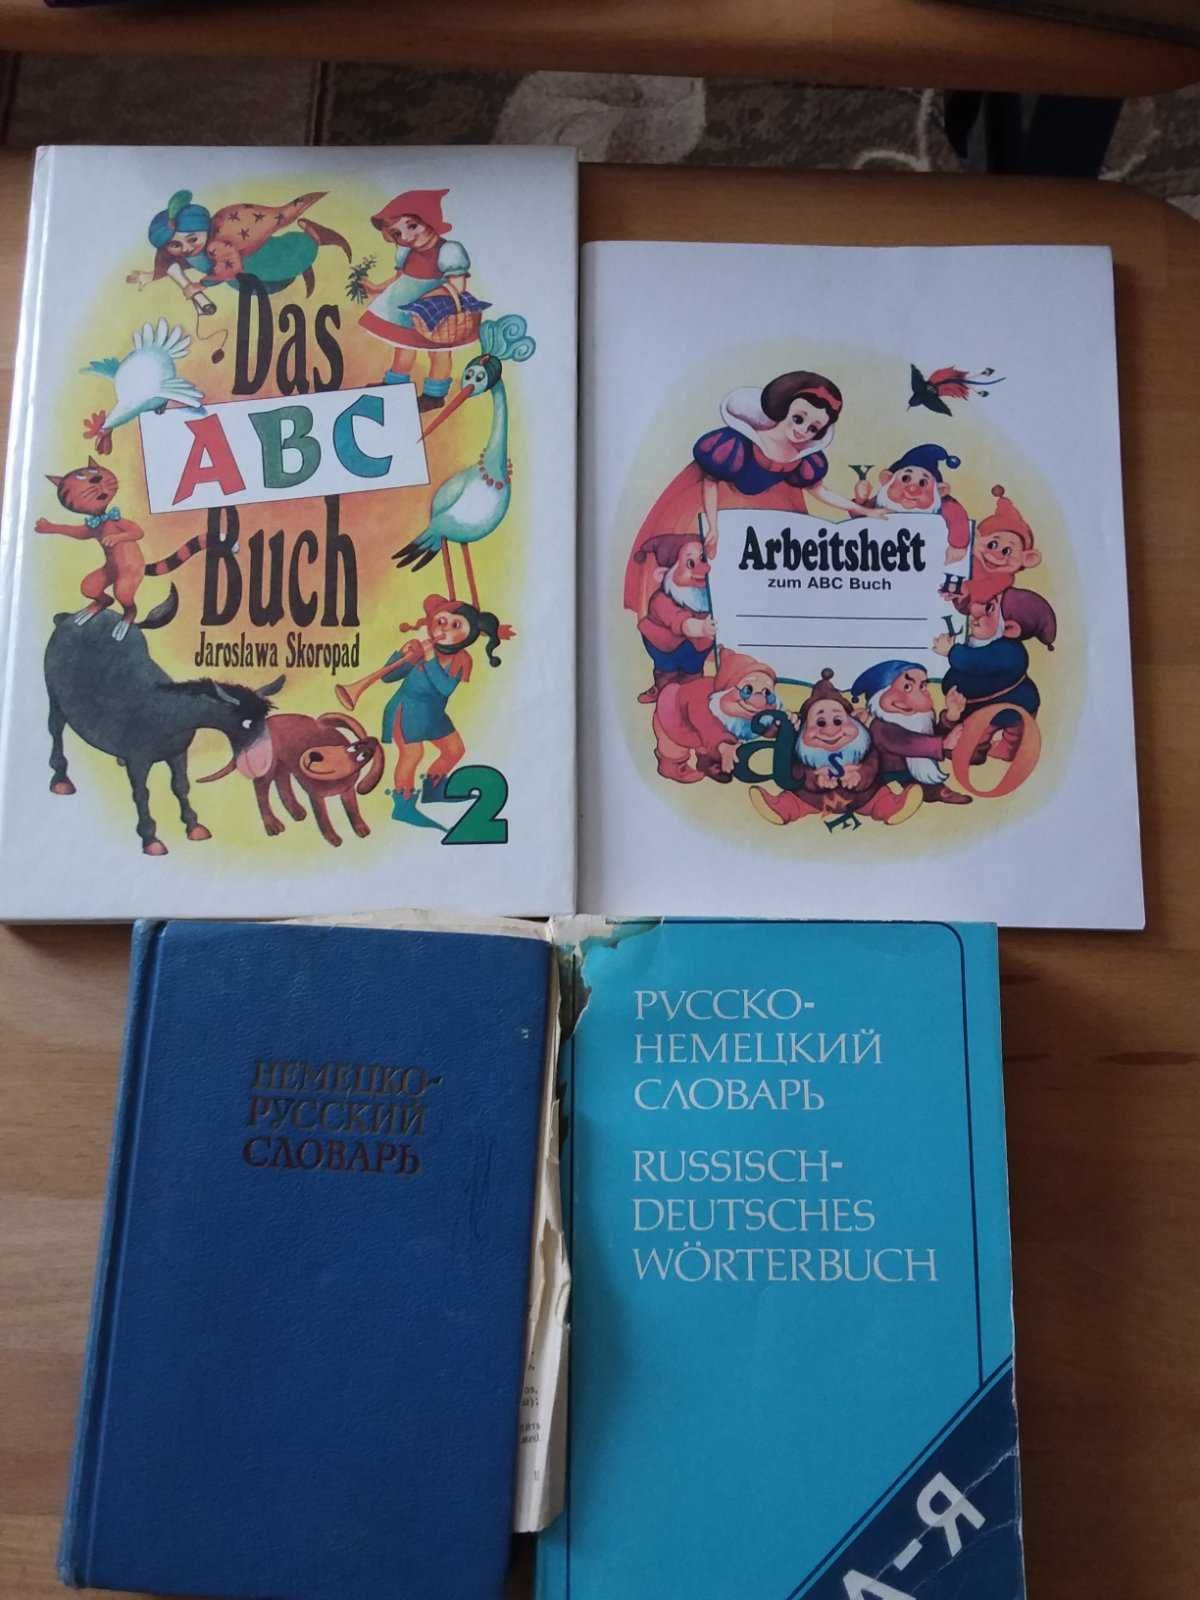 Das
ABC
Buch
Jaroslawa Skoropad
2
Arbeitsheft
zum ABC Buch
НЕМЕЦКО-
РУССКИЙ
СЛОВАРЬ
РУССКО-
НЕМЕЦКИЙ
СЛОВАРЬ
RUSSISCH-
DEUTSCHES
WÖRTERBUCH
А-Я